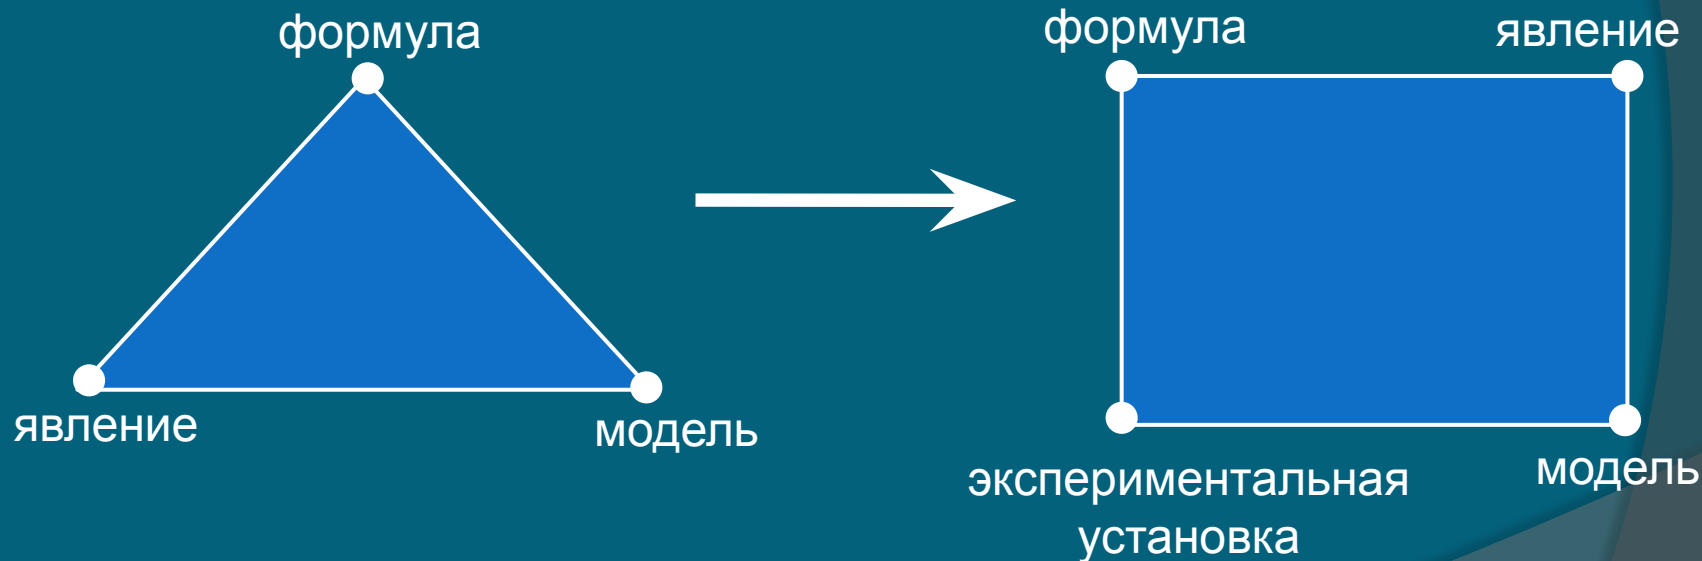 формула
явление
модель
формула
явление
экспериментальная
установка
модель